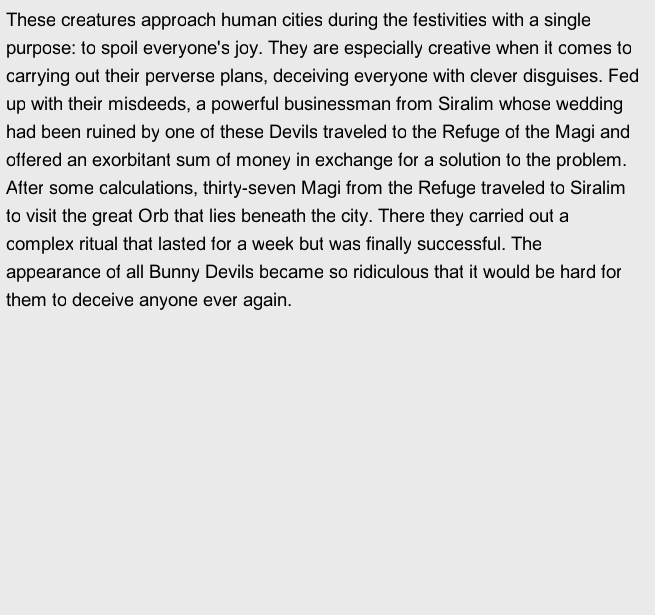 These creatures approach human cities during the festivities with a single
purpose: to spoil everyone's joy. They are especially creative when it comes to
carrying out their perverse plans, deceiving everyone with clever disguises. Fed
up with their misdeeds, a powerful businessman from Siralim whose wedding
had been ruined by one of these Devils traveled to the Refuge of the Magi and
offered an exorbitant sum of money in exchange for a solution to the problem.
After some calculations, thirty-seven Magi from the Refuge traveled to Siralim
to visit the great Orb that lies beneath the city. There they carried out a
complex ritual that lasted for a week but was finally successful. The
appearance of all Bunny Devils became so ridiculous that it would be hard for
them to deceive anyone ever again.